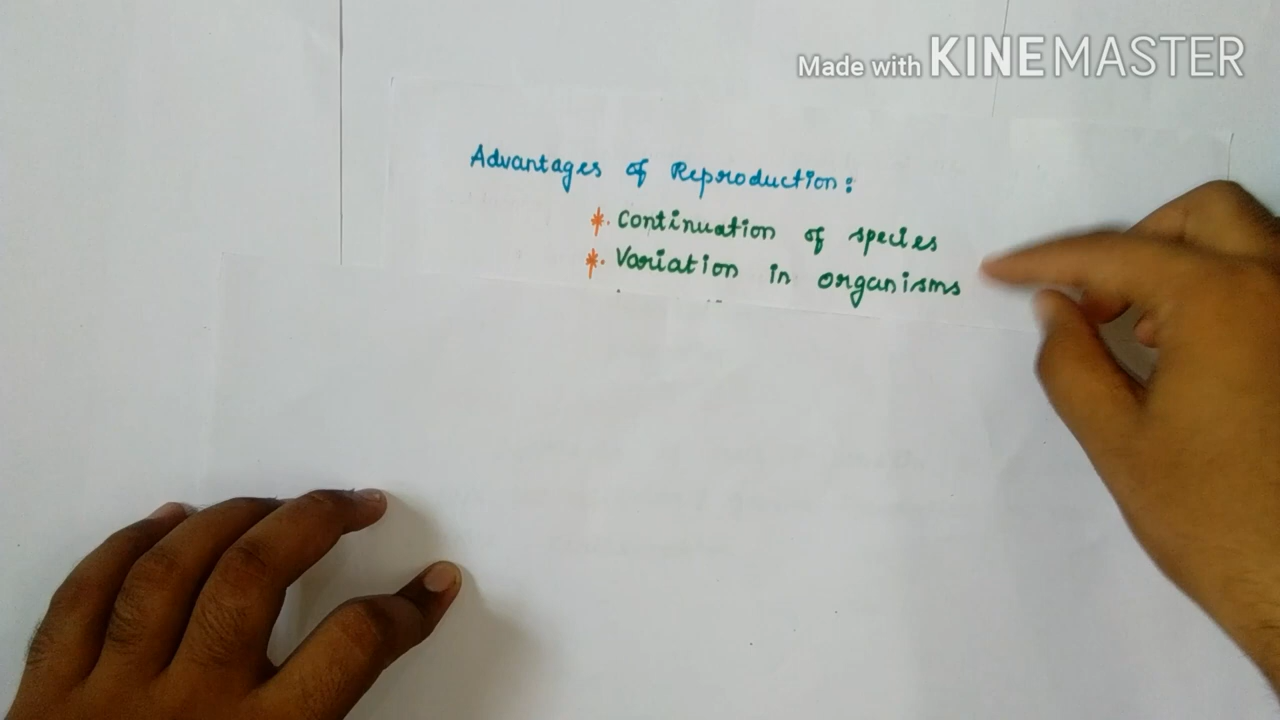 Made with KINEMASTER
Advantages of Reproduction:
*. Continuation of species
*. Variation in organisms